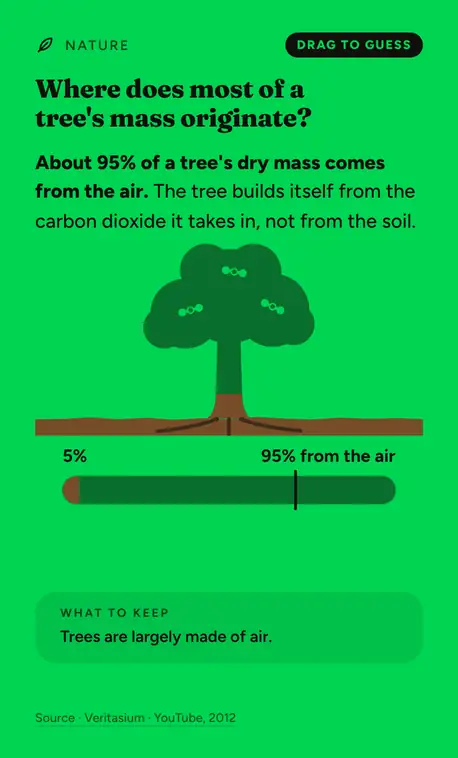 NATURE
DRAG TO GUESS
Where does most of a
tree's mass originate?
About 95% of a tree's dry mass comes
from the air. The tree builds itself from the
carbon dioxide it takes in, not from the soil.
5%
95% from the air
WHAT TO KEEP
Trees are largely made of air.
Source · Veritasium · YouTube, 2012